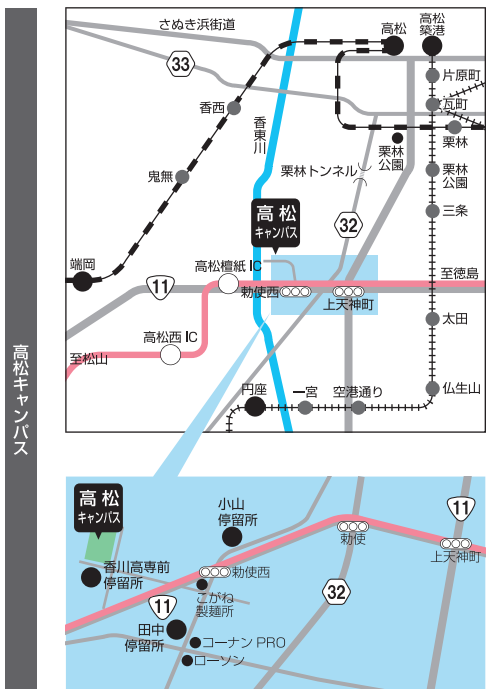 高松キャンパス
さぬき浜街道
高松
高松
築港
33
片原町
瓦町
香西
香東川
栗林
栗林
公園
栗林トンネル
栗林
公園
鬼無
三条
高松
キャンパス
32
端岡
11
高松檀紙 IC
勅使西
上天神町
至徳島
高松西 IC
至松山
太田
仏生山
円座
一宮
空港通り
高松
キャンパス
小山
停留所
11
勅使
上天神町
香川高専前
停留所
勅使西
こがね
製麺所
32
11
田中
停留所
コーナン PRO
ローソン